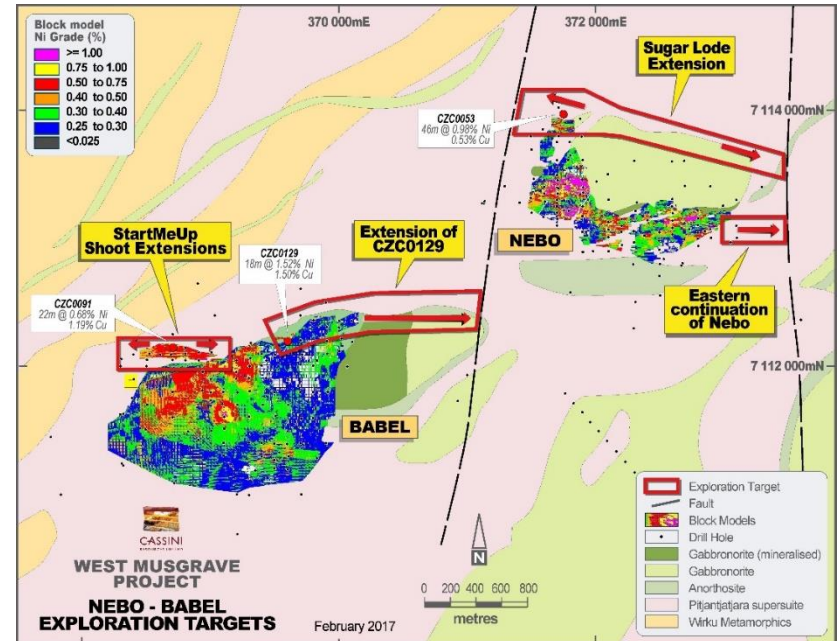 Block model
Ni Grade (%)
>= 1.00
0.75 to 1.00
0.50 to 0.75
0.40 to 0.50
0.30 to 0.40
0.25 to 0.30
<0.025
370 000mE
372 000mE
Sugar Lode
Extension
7 114 000mN
CZC0053
46m @ 0.98% Ni
0.53% Cu
StartMeUp
Shoot Extensions
CZC0129
18m @ 1.52% Ni
1.50% Cu
Extension of
CZC0129
NEBO
Eastern
continuation
of Nebo
CZC0091
22m @ 0.68% Ni
1.19% Cu
7 112 000mN
BABEL
CASSINI
WEST MUSGRAVE
PROJECT
NEBO - BABEL
EXPLORATION TARGETS
February 2017
N
0 200 400 600 800
metres
Exploration Target
Fault
Block Models
Drill Hole
Gabbronorite (mineralised)
Gabbronorite
Anorthosite
Pitjantjatjara supersuite
Wirku Metamorphics